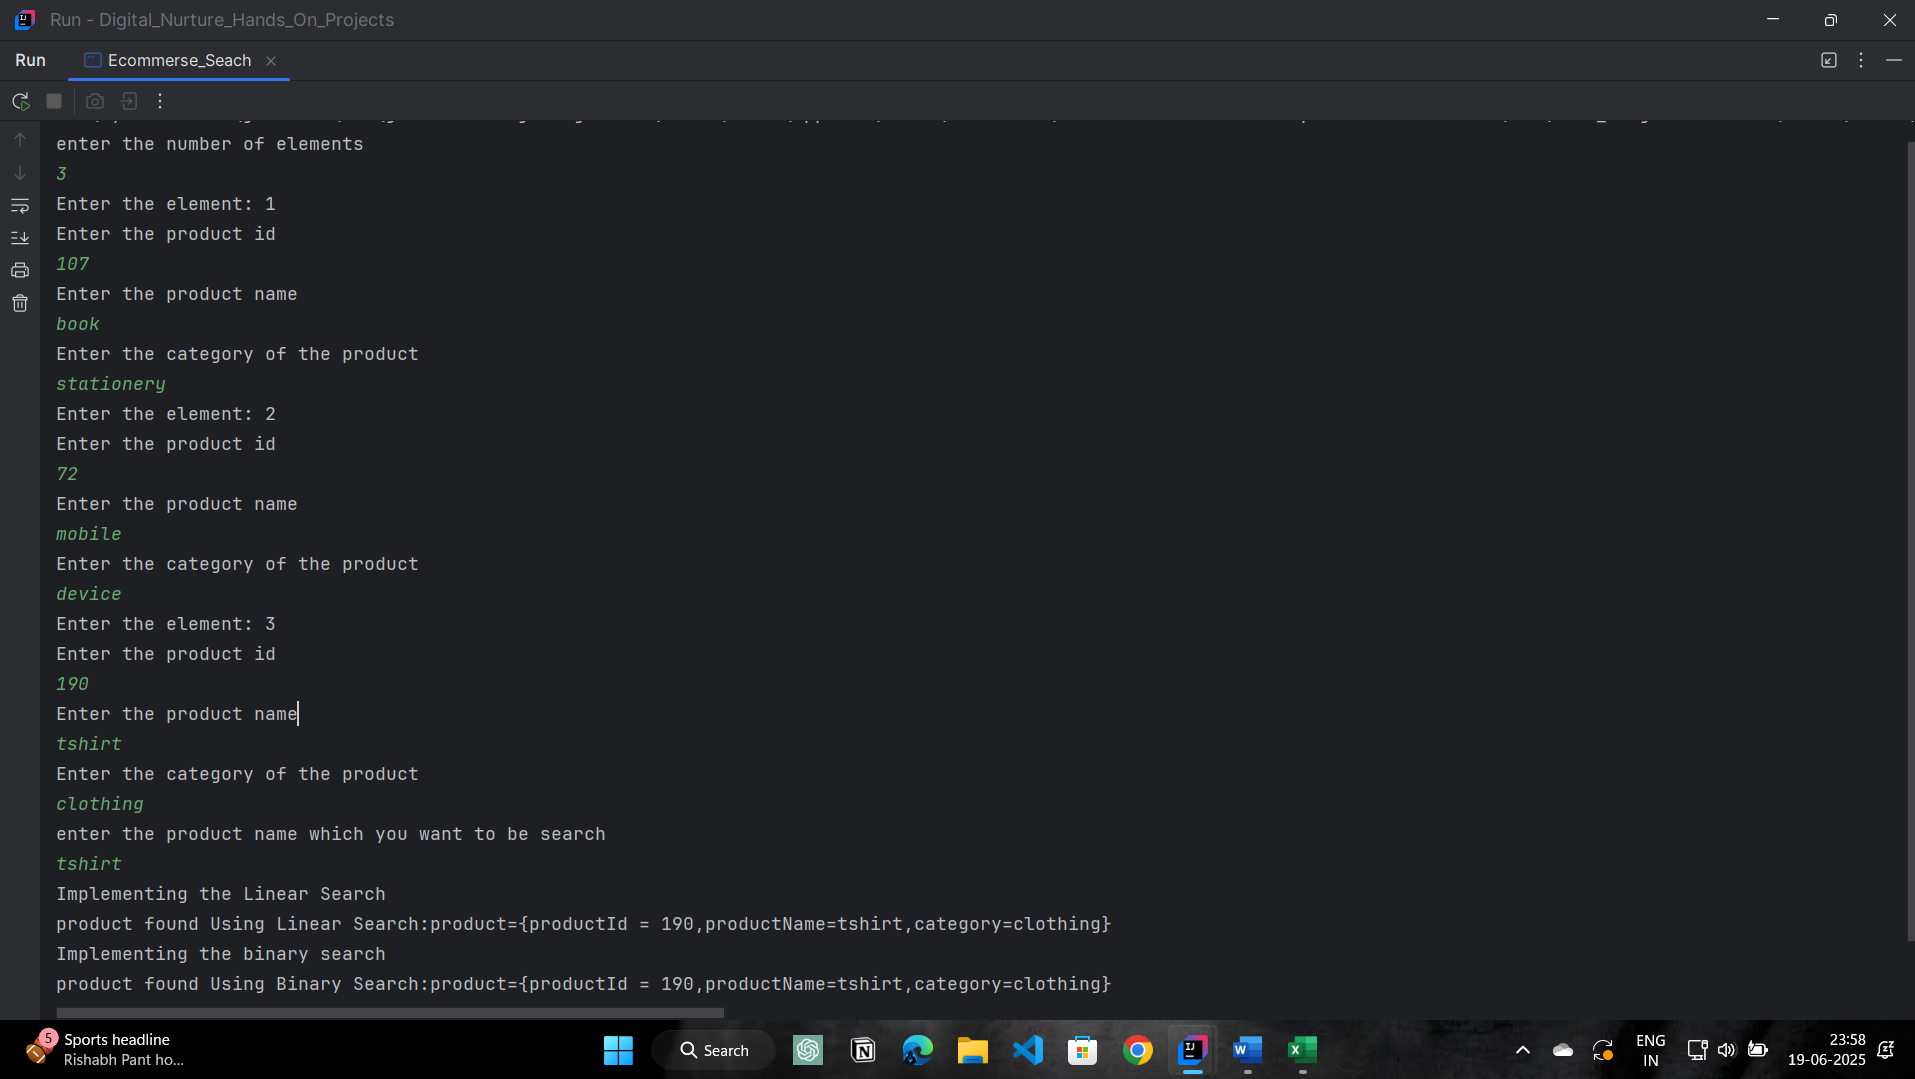 Run - Digital_Nurture_Hands_On_Projects
Run
Ecommerse_Seach
enter the number of elements
3
Enter the element: 1
Enter the product id
107
Enter the product name
book
Enter the category of the product
stationery
Enter the element: 2
Enter the product id
72
Enter the product name
mobile
Enter the category of the product
device
Enter the element: 3
Enter the product id
190
Enter the product name
tshirt
Enter the category of the product
clothing
enter the product name which you want to be search
tshirt
Implementing the Linear Search
product found Using Linear Search:product={productId = 190,productName=tshirt,category=clothing}
Implementing the binary search
product found Using Binary Search:product={productId = 190,productName=tshirt,category=clothing}
5
Sports headline
Rishabh Pant ho...
Search
ENG
IN
23:58
19-06-2025